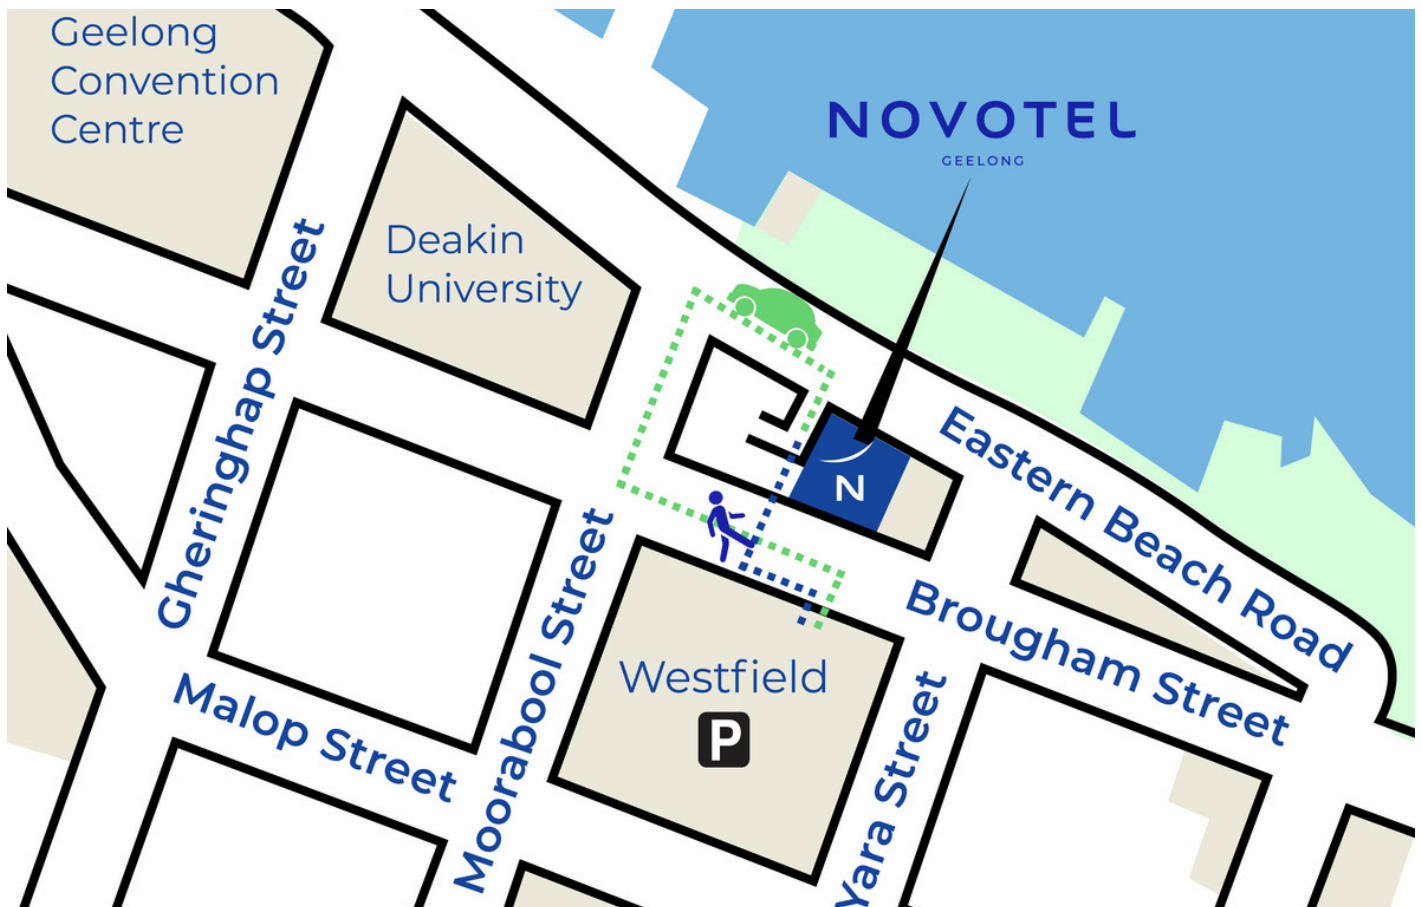 Geelong
Convention
Centre
NOVOTEL
GEELONG
Deakin
University
Gheringhap Street
Eastern Beach Road
N
Moorabool Street
Brougham Street
Westfield
P
Malop Street
Yara Street